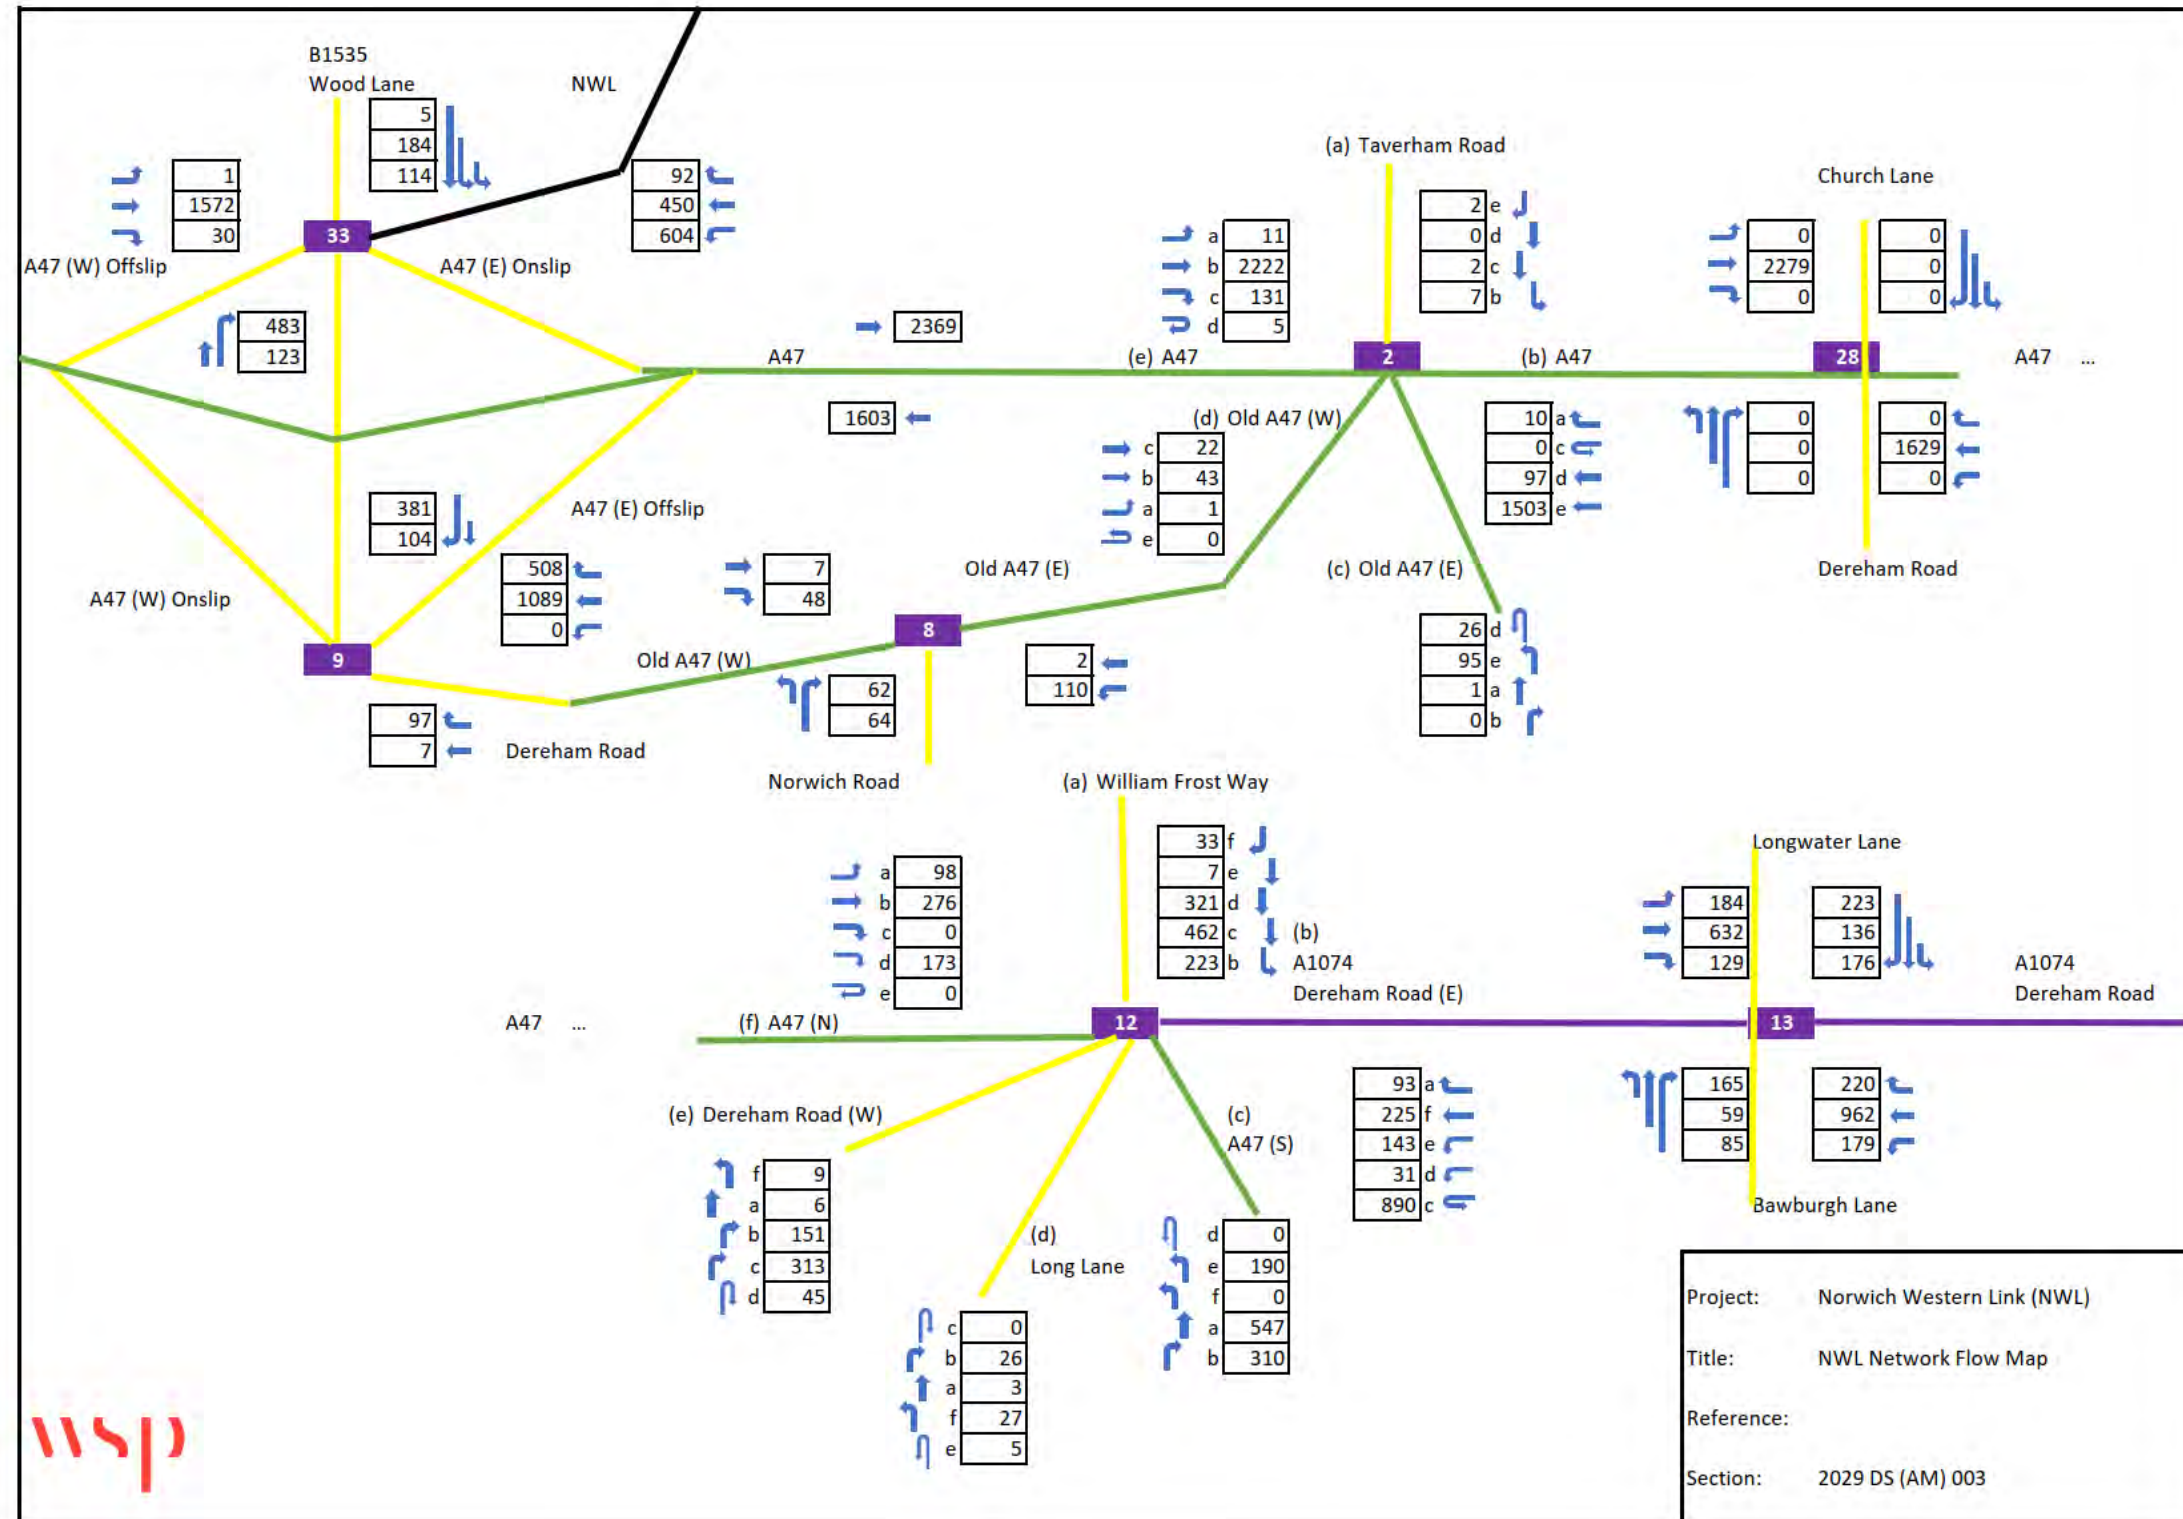 B1535
Wood Lane
NWL
5
184
114
1
1572
30
33
92
450
604
A47 (W) Offslip
A47 (E) Onslip
483
123
2369
A47
1603
381
104
A47 (E) Offslip
A47 (W) Onslip
508
1089
0
9
97
7
Dereham Road
7
48
Old A47 (W)
8
Old A47 (E)
2
110
62
64
Norwich Road
(a) Taverham Road
2 e
0 d
2 c
7 b
a 11
b 2222
c 131
d 5
(e) A47
2
(b) A47
(d) Old A47 (W)
c 22
b 43
a 1
e 0
10 a
0 c
97 d
1503 e
(c) Old A47 (E)
26 d
95 e
1 a
0 b
Church Lane
0
2279
0
0
0
0
28
A47 ...
0
0
0
0
1629
0
Dereham Road
(a) William Frost Way
33 f
7 e
321 d
462 c
223 b
a 98
b 276
c 0
d 173
e 0
(b)
A1074
Dereham Road (E)
A47 ...
(f) A47 (N)
12
(e) Dereham Road (W)
f 9
a 6
b 151
c 313
d 45
(d)
Long Lane
c 0
b 26
a 3
f 27
e 5
(c)
A47 (S)
d 0
e 190
f 0
a 547
b 310
93 a
225 f
143 e
31 d
890 c
Longwater Lane
184
632
129
223
136
176
A1074
Dereham Road
13
165
59
85
220
962
179
Bawburgh Lane
Project: Norwich Western Link (NWL)
Title: NWL Network Flow Map
Reference:
Section: 2029 DS (AM) 003
wsp